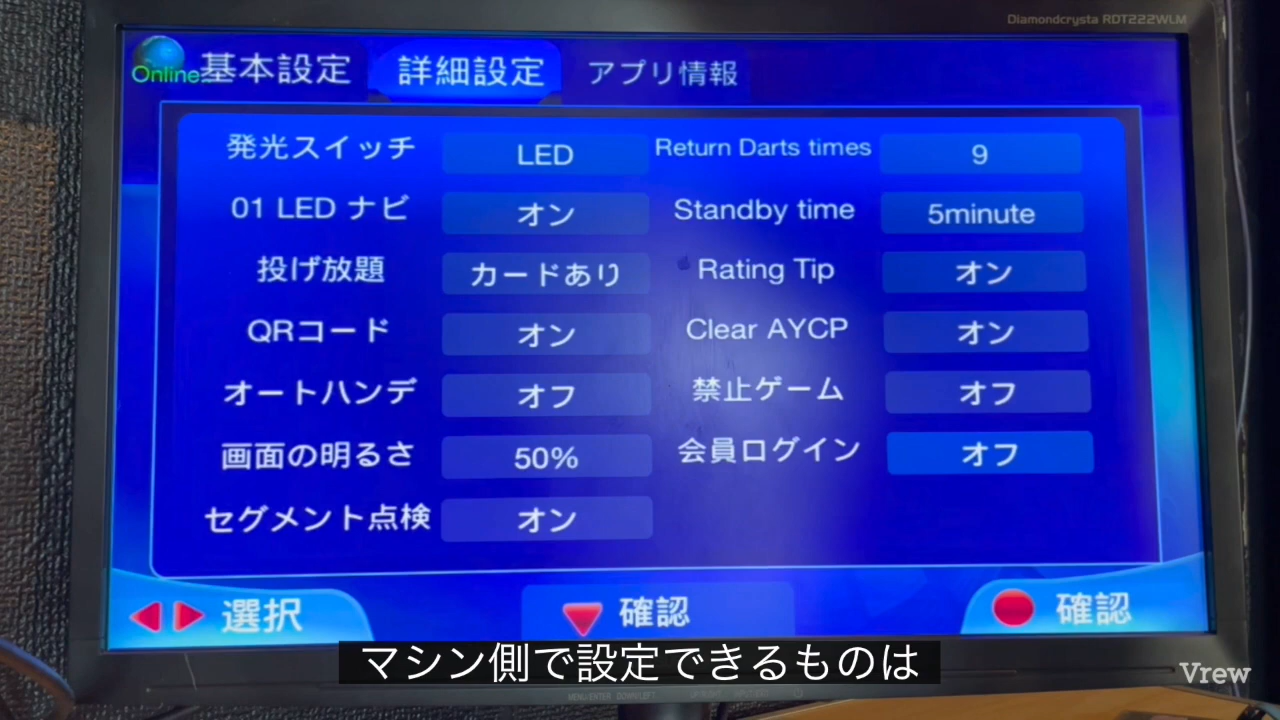 Diamondcrysta RDT222WLM
Online 基本設定 詳細設定 アプリ情報
発光スイッチ LED Return Darts times 9
01 LED ナビ オン Standby time 5minute
投げ放題 カードあり Rating Tip オン
QRコード オン Clear AYCP オン
オートハンデ オフ 禁止ゲーム オフ
画面の明るさ 50% 会員ログイン オフ
セグメント点検 オン
選択 確認 確認
マシン側で設定できるものは
Vrew